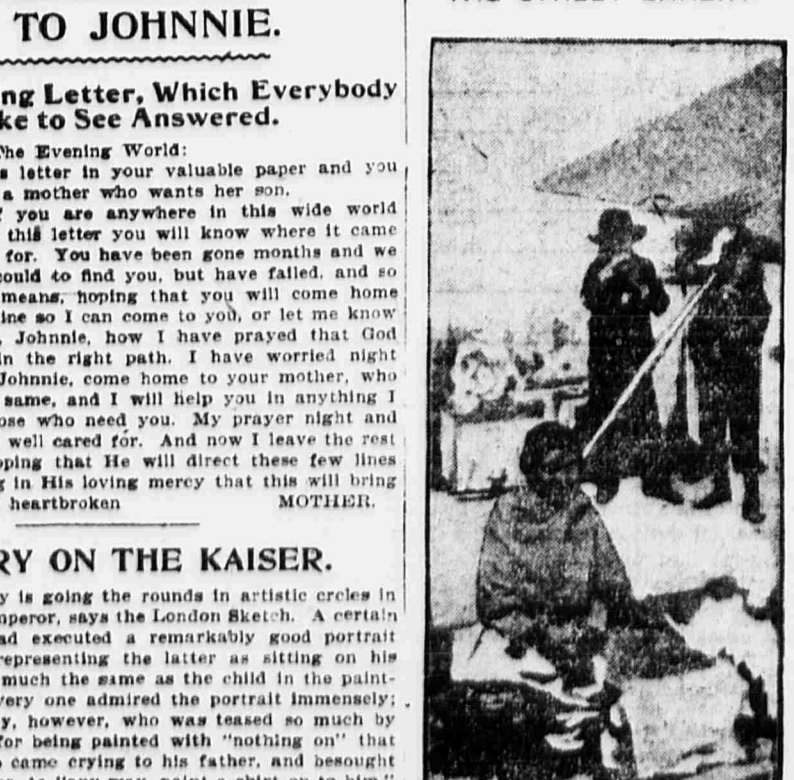 TO JOHNNIE.
ng Letter, Which Everybody
ke to See Answered.
The Evening World:
s letter in your valuable paper and you
a mother who wants her son.
f you are anywhere in this wide world
this letter you will know where it came
for. You have been gone months and we
could to find you, but have failed, and so
means, hoping that you will come home
line so I can come to you, or let me know
, Johnnie, how I have prayed that God
in the right path. I have worried night
Johnnie, come home to your mother, who
same, and I will help you in anything I
ose who need you. My prayer night and
well cared for. And now I leave the rest
oping that He will direct these few lines
g in His loving mercy that this will bring
heartbroken MOTHER.
RY ON THE KAISER.
y is going the rounds in artistic crcles in
mperor, says the London Sketch. A certain
ad executed a remarkably good portrait
representing the latter as sitting on his
much the same as the child in the paint-
very one admired the portrait immensely;
y, however, who was teased so much by
for being painted with "nothing on" that
came crying to his father, and besought